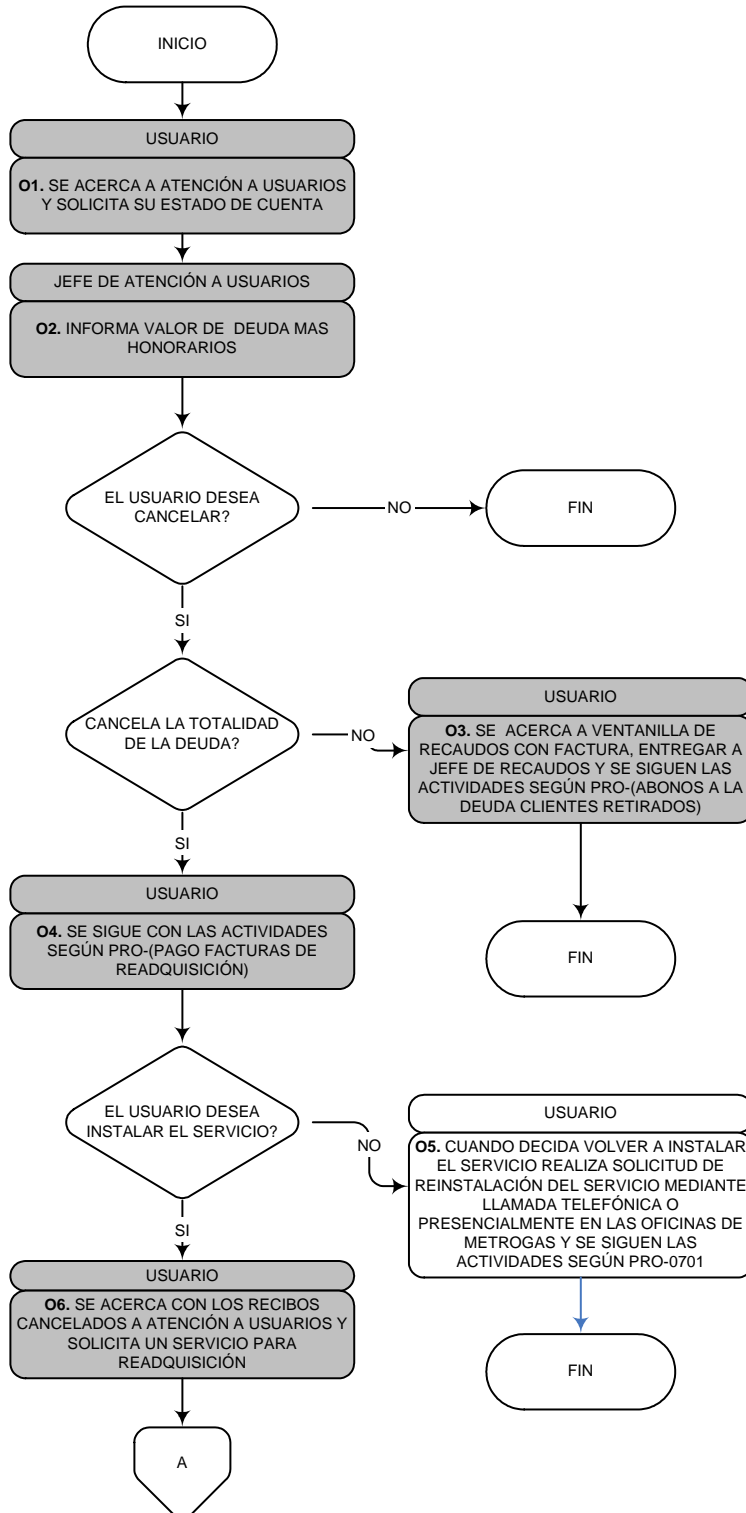 INICIO
USUARIO
O1. SE ACERCA A ATENCIÓN A USUARIOS
Y SOLICITA SU ESTADO DE CUENTA
JEFE DE ATENCIÓN A USUARIOS
O2. INFORMA VALOR DE DEUDA MAS
HONORARIOS
EL USUARIO DESEA
CANCELAR?
NO
FIN
SI
CANCELA LA TOTALIDAD
DE LA DEUDA?
NO
USUARIO
O3. SE ACERCA A VENTANILLA DE
RECAUDOS CON FACTURA, ENTREGAR A
JEFE DE RECAUDOS Y SE SIGUEN LAS
ACTIVIDADES SEGÚN PRO-(ABONOS A LA
DEUDA CLIENTES RETIRADOS)
FIN
SI
USUARIO
O4. SE SIGUE CON LAS ACTIVIDADES
SEGÚN PRO-(PAGO FACTURAS DE
READQUISICIÓN)
EL USUARIO DESEA
INSTALAR EL SERVICIO?
NO
USUARIO
O5. CUANDO DECIDA VOLVER A INSTALAR
EL SERVICIO REALIZA SOLICITUD DE
REINSTALACIÓN DEL SERVICIO MEDIANTE
LLAMADA TELEFÓNICA O
PRESENCIALMENTE EN LAS OFICINAS DE
METROGAS Y SE SIGUEN LAS
ACTIVIDADES SEGÚN PRO-0701
FIN
SI
USUARIO
O6. SE ACERCA CON LOS RECIBOS
CANCELADOS A ATENCIÓN A USUARIOS Y
SOLICITA UN SERVICIO PARA
READQUISICIÓN
A